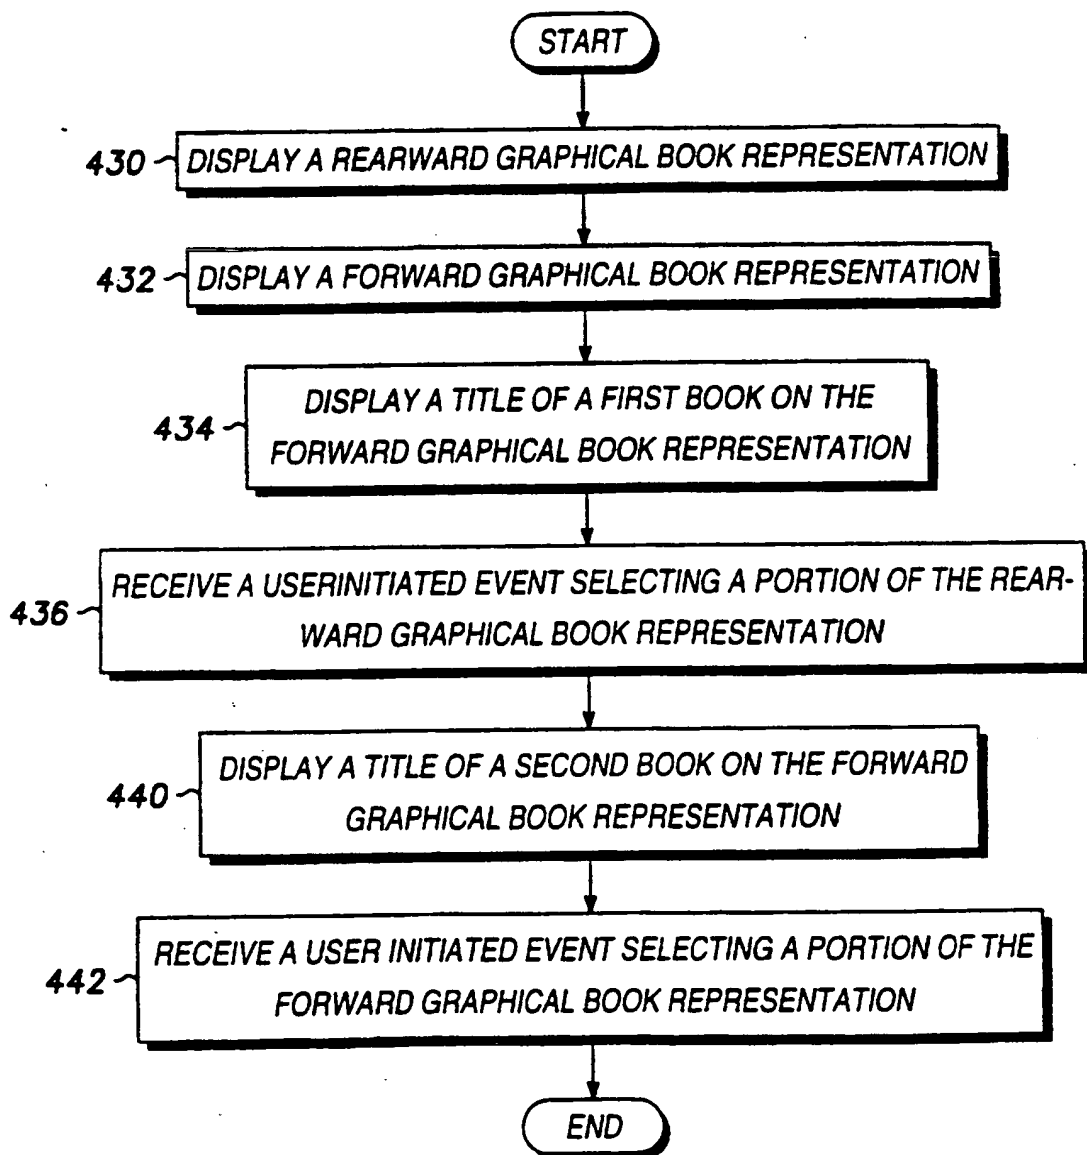 START
430 DISPLAY A REARWARD GRAPHICAL BOOK REPRESENTATION
432 DISPLAY A FORWARD GRAPHICAL BOOK REPRESENTATION
DISPLAY A TITLE OF A FIRST BOOK ON THE
434
FORWARD GRAPHICAL BOOK REPRESENTATION
RECEIVE A USERINITIATED EVENT SELECTING A PORTION OF THE REAR-
436
WARD GRAPHICAL BOOK REPRESENTATION
DISPLAY A TITLE OF A SECOND BOOK ON THE FORWARD
440
GRAPHICAL BOOK REPRESENTATION
RECEIVE A USER INITIATED EVENT SELECTING A PORTION OF THE
442
FORWARD GRAPHICAL BOOK REPRESENTATION
END